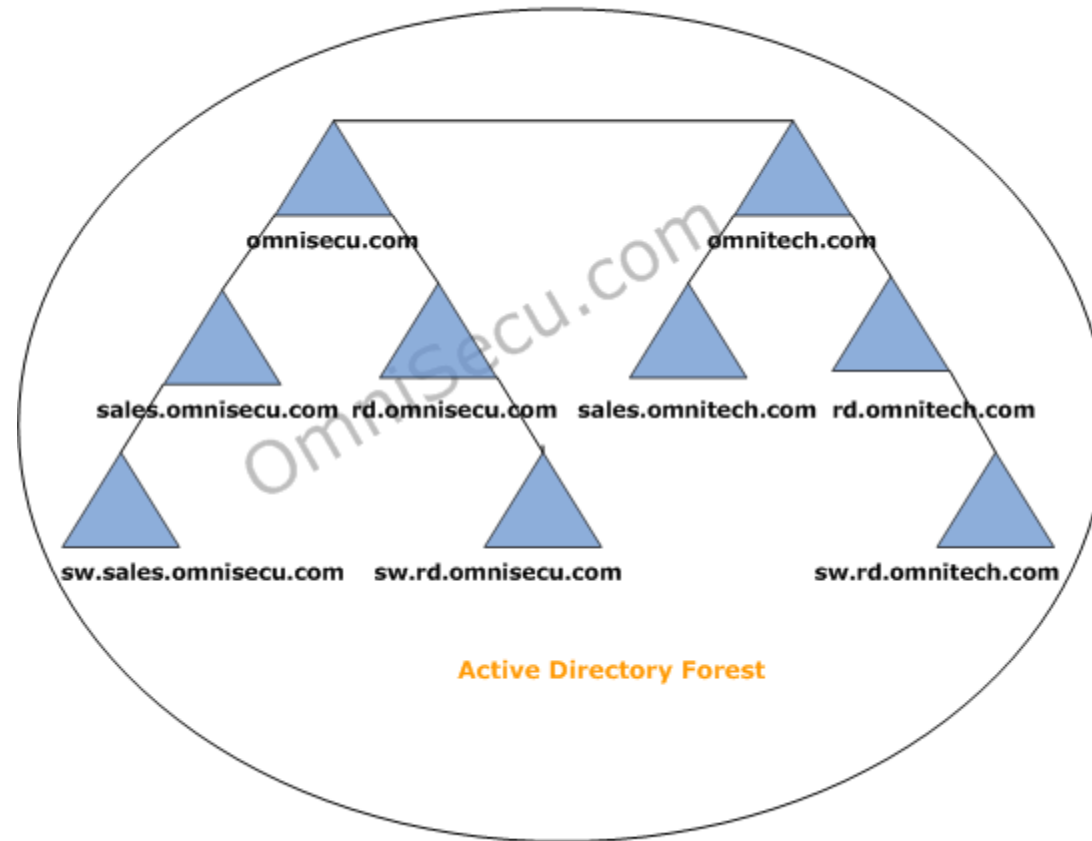 omnisecu.com omnitech.com
sales.omnisecu.com rd.omnisecu.com sales.omnitech.com rd.omnitech.com
sw.sales.omnisecu.com sw.rd.omnisecu.com sw.rd.omnitech.com
Active Directory Forest
OmniSecu.com